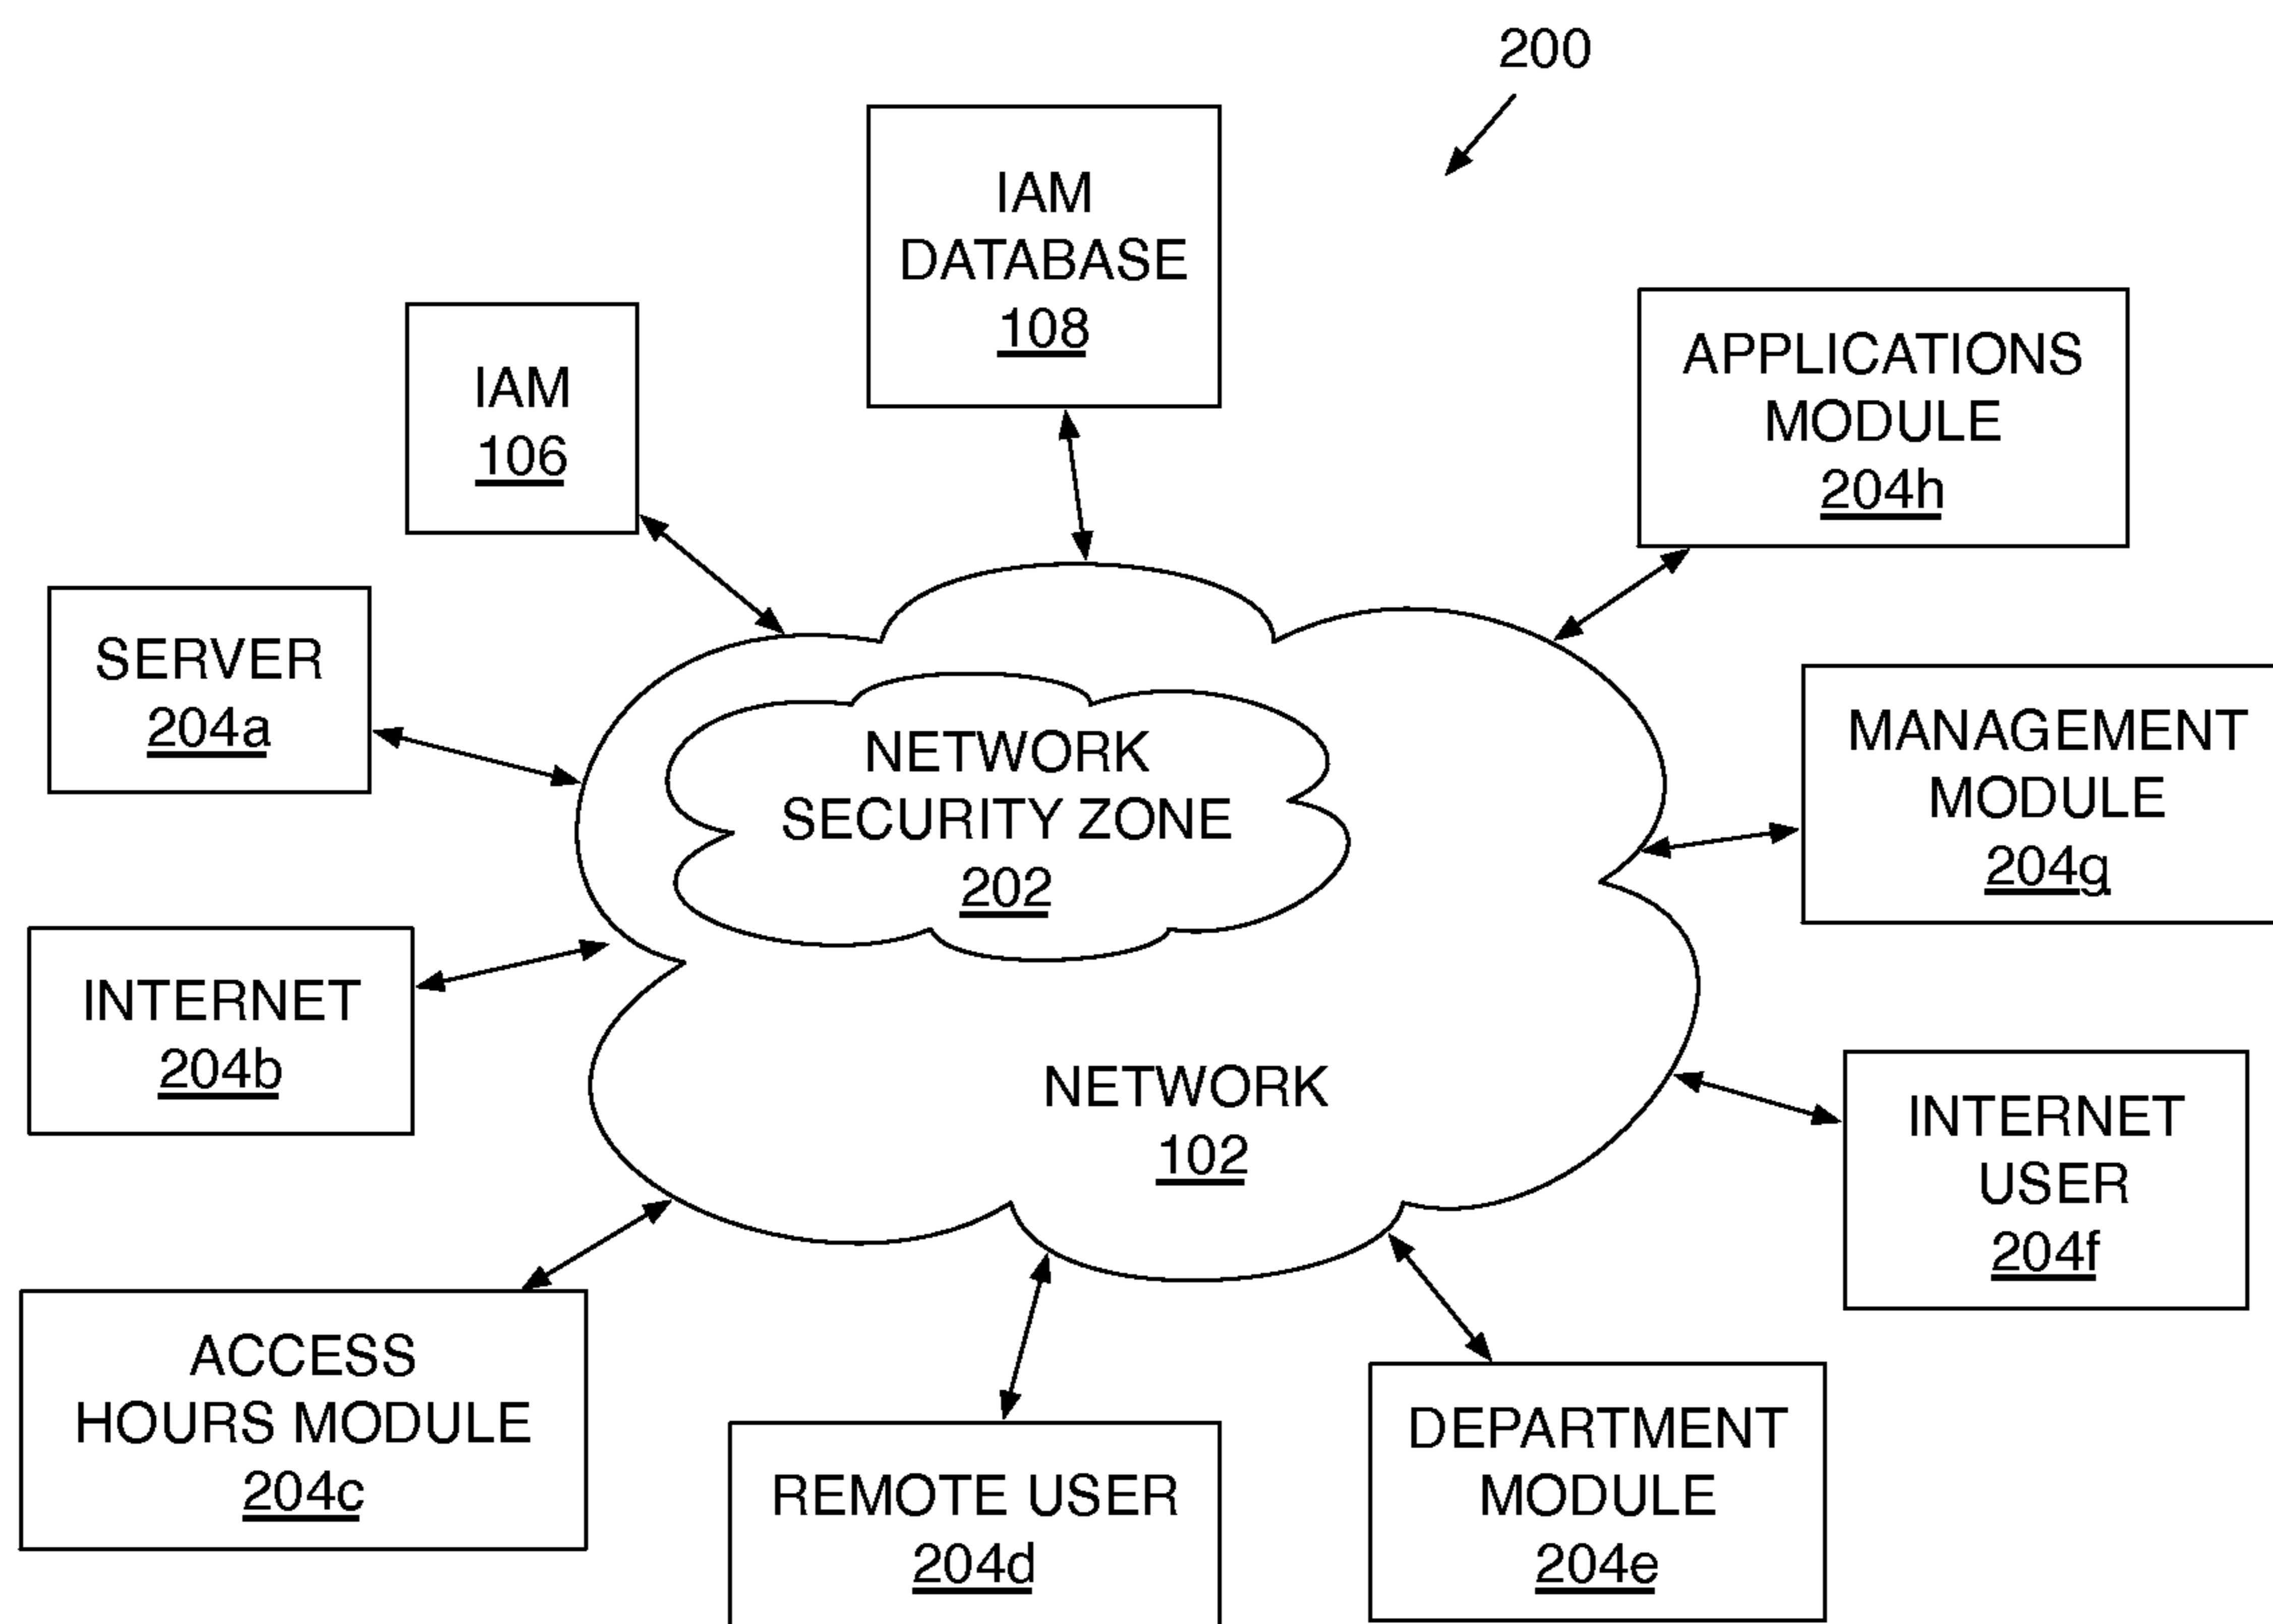 200
IAM
DATABASE
108
IAM
106
APPLICATIONS
MODULE
204h
SERVER
204a
NETWORK
SECURITY ZONE
202
MANAGEMENT
MODULE
204g
INTERNET
204b
NETWORK
102
INTERNET
USER
204f
ACCESS
HOURS MODULE
204c
REMOTE USER
204d
DEPARTMENT
MODULE
204e